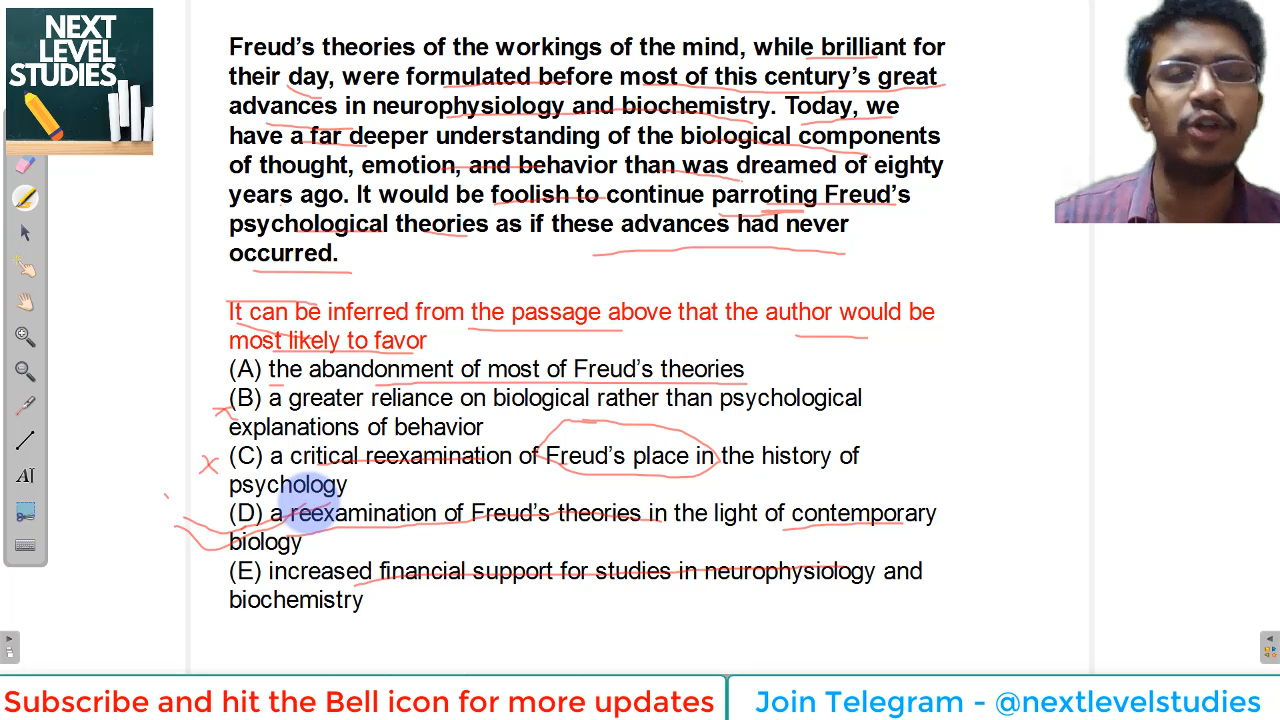 NEXT
LEVEL
STUDIES
Freud's theories of the workings of the mind, while brilliant for
their day, were formulated before most of this century's great
advances in neurophysiology and biochemistry. Today, we
have a far deeper understanding of the biological components
of thought, emotion, and behavior than was dreamed of eighty
years ago. It would be foolish to continue parroting Freud's
psychological theories as if these advances had never
occurred.
It can be inferred from the passage above that the author would be
most likely to favor
(A) the abandonment of most of Freud's theories
(B) a greater reliance on biological rather than psychological
explanations of behavior
(C) a critical reexamination of Freud's place in the history of
psychology
(D) a reexamination of Freud's theories in the light of contemporary
biology
(E) increased financial support for studies in neurophysiology and
biochemistry
Subscribe and hit the Bell icon for more updates
Join Telegram - @nextlevelstudies